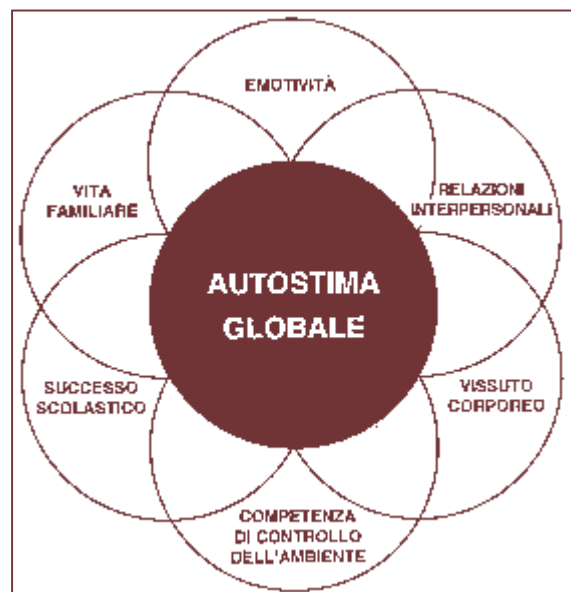 EMOTIVITÀ
VITA
FAMILIARE
RELAZIONI
INTERPERSONALI
AUTOSTIMA
GLOBALE
SUCCESSO
SCOLASTICO
VISSUTO
CORPOREO
COMPETENZA
DI CONTROLLO
DELL'AMBIENTE